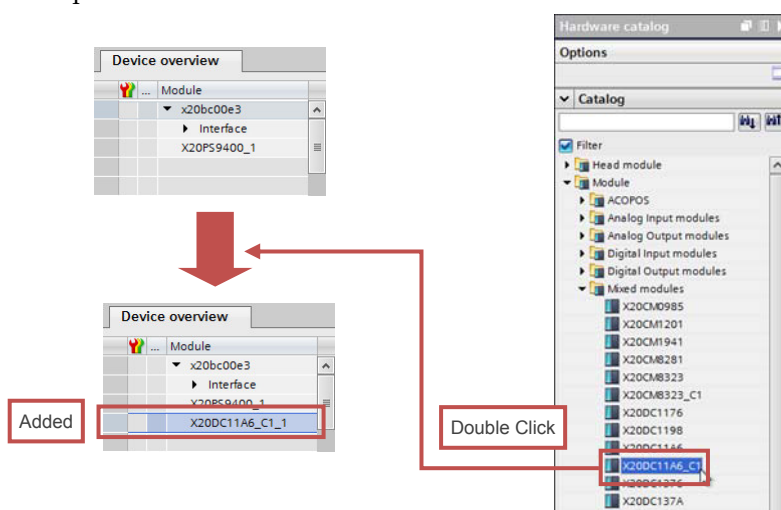 Device overview
... Module
x20bc00e3
Interface
X20PS9400_1
Device overview
... Module
x20bc00e3
Interface
X20PS9400_1
X20DC11A6_C1_1
Added
Double Click
Hardware catalog
Options
Catalog
Filter
Head module
Module
ACOPOS
Analog Input modules
Analog Output modules
Digital Input modules
Digital Output modules
Mixed modules
X20CM0985
X20CM1201
X20CM1941
X20CM8281
X20CM8323
X20CM8323_C1
X20DC1176
X20DC1198
X20DC11A6
X20DC11A6_C1
X20DC1376
X20DC137A